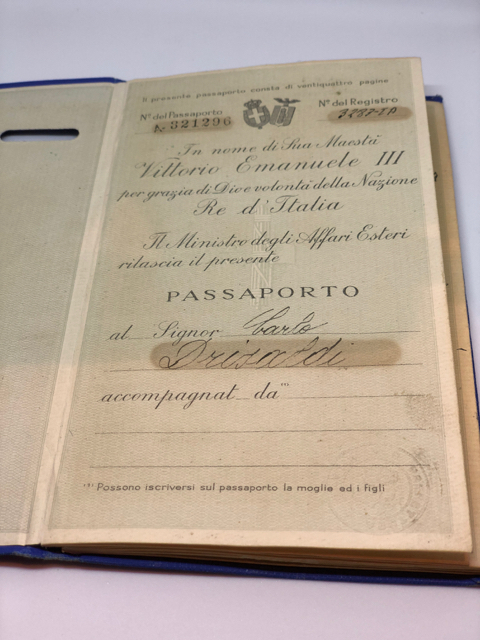 Il presente passaporto consta di ventiquattro pagine
N° del Passaporto
321296
N° del Registro
In nome di Sua Maestà
Vittorio Emanuele III
per grazia di Dio e volontà della Nazione
Re d'Italia
Il Ministro degli Affari Esteri
rilascia il presente
PASSAPORTO
al Signor Carlo
Drisaldi
accompagnat da (*)
(*) Possono iscriversi sul passaporto la moglie ed i figli